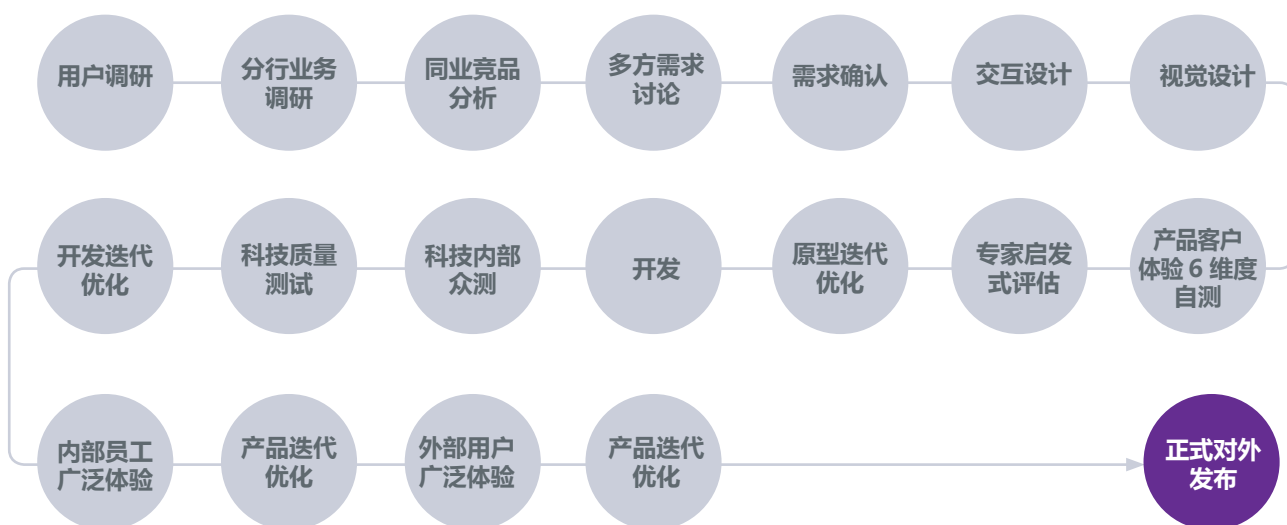 用户调研
分行业务
调研
同业竞品
分析
多方需求
讨论
需求确认
交互设计
视觉设计
开发迭代
优化
科技质量
测试
科技内部
众测
开发
原型迭代
优化
专家启发
式评估
产品客户
体验 6 维度
自测
内部员工
广泛体验
产品迭代
优化
外部用户
广泛体验
产品迭代
优化
正式对外
发布